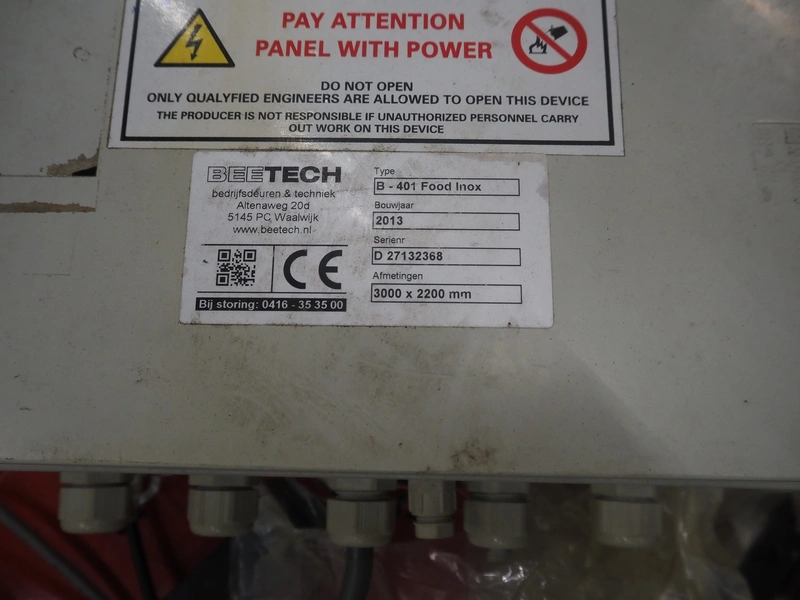 PAY ATTENTION
PANEL WITH POWER
DO NOT OPEN
ONLY QUALYFIED ENGINEERS ARE ALLOWED TO OPEN THIS DEVICE
THE PRODUCER IS NOT RESPONSIBLE IF UNAUTHORIZED PERSONNEL CARRY
OUT WORK ON THIS DEVICE
BEETECH
bedrijfsdeuren & techniek
Altenaweg 20d
5145 PC Waalwijk
www.beetech.nl
CE
Bij storing: 0416 - 35 35 00
Type
B - 401 Food Inox
Bouwjaar
2013
Serienr
D 27132368
Afmetingen
3000 x 2200 mm